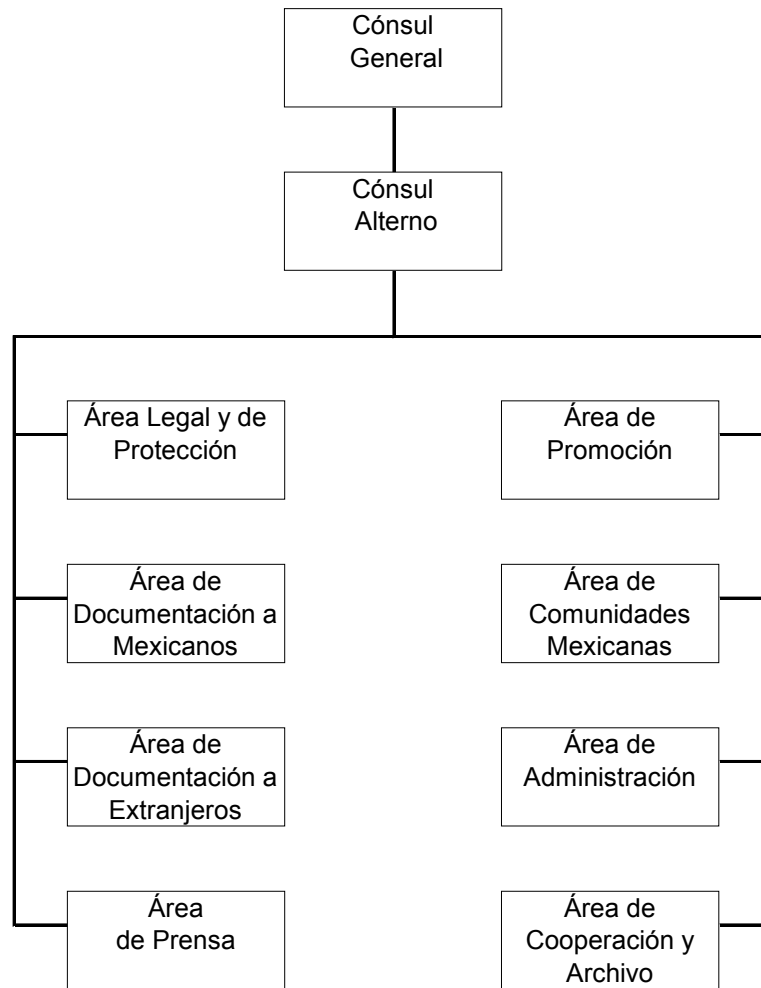 Cónsul
General
Cónsul
Alterno
Área Legal y de
Protección
Área de
Promoción
Área de
Documentación a
Mexicanos
Área de
Comunidades
Mexicanas
Área de
Documentación a
Extranjeros
Área de
Administración
Área
de Prensa
Área de
Cooperación y
Archivo